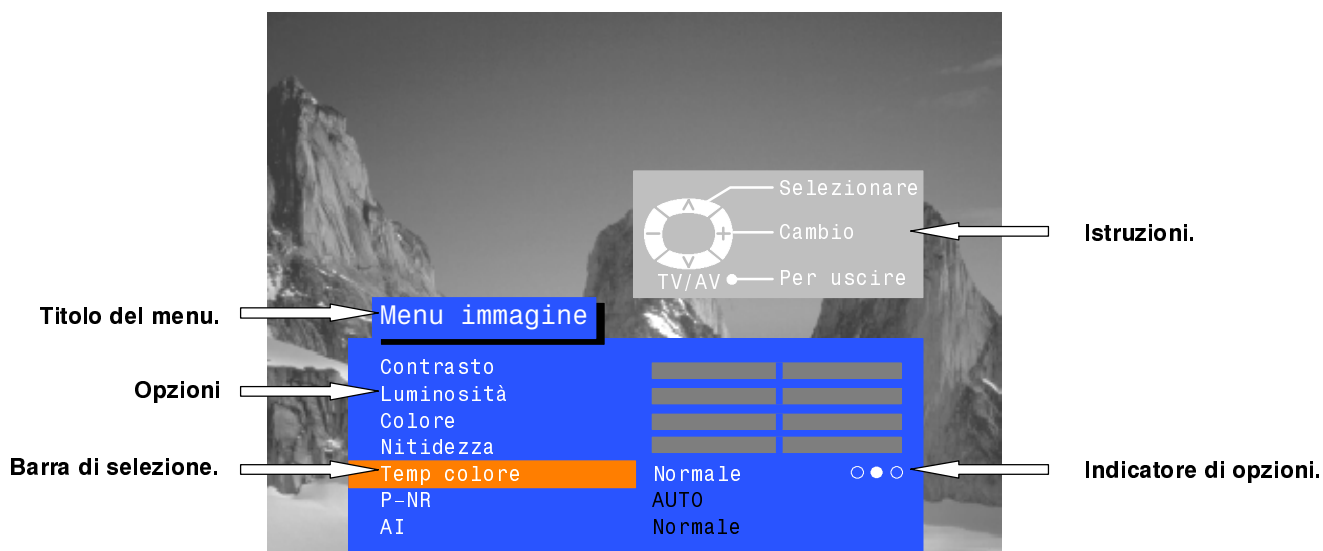 Selezionare
Cambio
TV/AV Per uscire
Istruzioni.
Titolo del menu.
Menu immagine
Contrasto
Opzioni
Luminosità
Colore
Nitidezza
Barra di selezione.
Temp colore Normale
Indicatore di opzioni.
P-NR AUTO
AI Normale